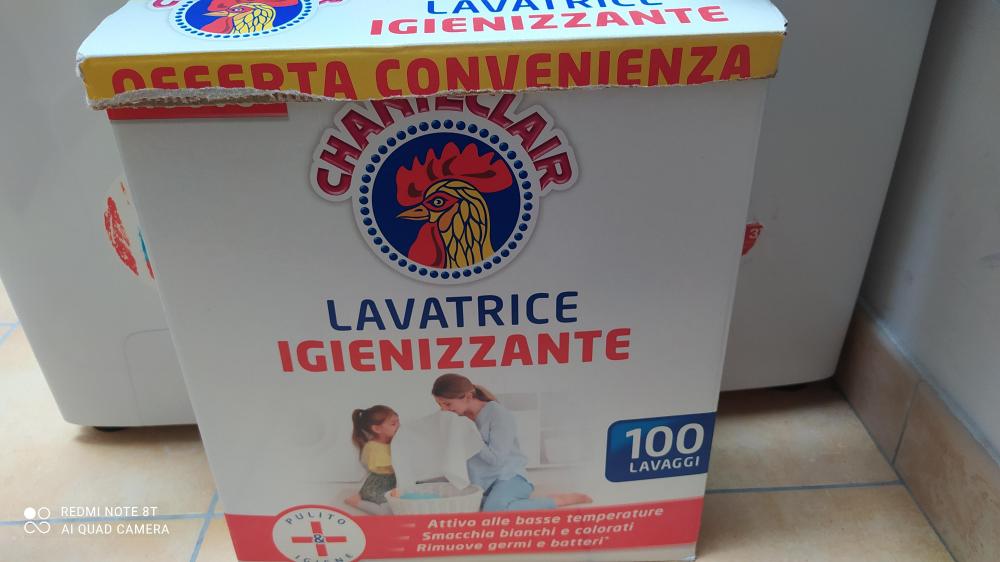 LAVATRICE
IGIENIZZANTE
OFFERTA CONVENIENZA
CHANTECLAIR
LAVATRICE
IGIENIZZANTE
100
LAVAGGI
PULITO
&
IGIENE
Attivo alle basse temperature
Smacchia bianchi e colorati
Rimuove germi e batteri*
REDMI NOTE 8T
AI QUAD CAMERA